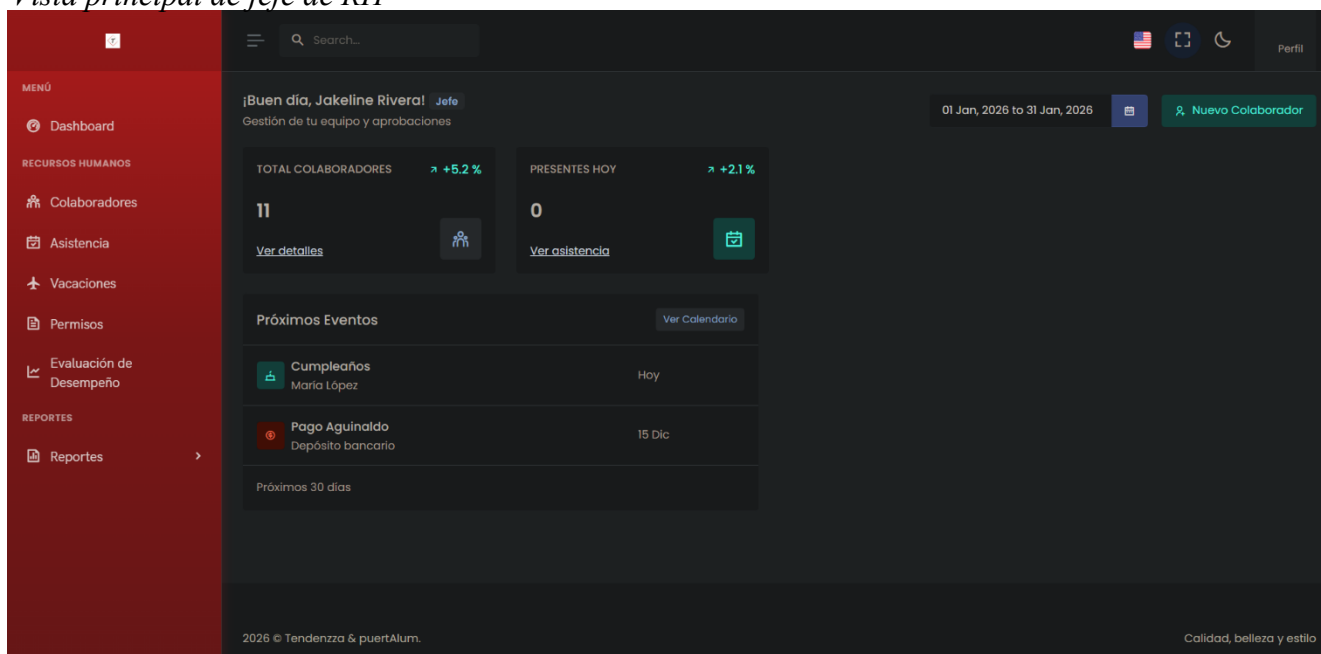 Vista principal de jefe de RH
Search...
Perfil
MENÚ
Dashboard
RECURSOS HUMANOS
Colaboradores
Asistencia
Vacaciones
Permisos
Evaluación de
Desempeño
REPORTES
Reportes
¡Buen día, Jakeline Rivera! Jefe
Gestión de tu equipo y aprobaciones
01 Jan, 2026 to 31 Jan, 2026
Nuevo Colaborador
TOTAL COLABORADORES
+5.2 %
11
Ver detalles
PRESENTES HOY
+2.1 %
0
Ver asistencia
Próximos Eventos
Ver Calendario
Cumpleaños
María López
Hoy
Pago Aguinaldo
Depósito bancario
15 Dic
Próximos 30 días
2026 © Tendenzza & puertAlum.
Calidad, belleza y estilo